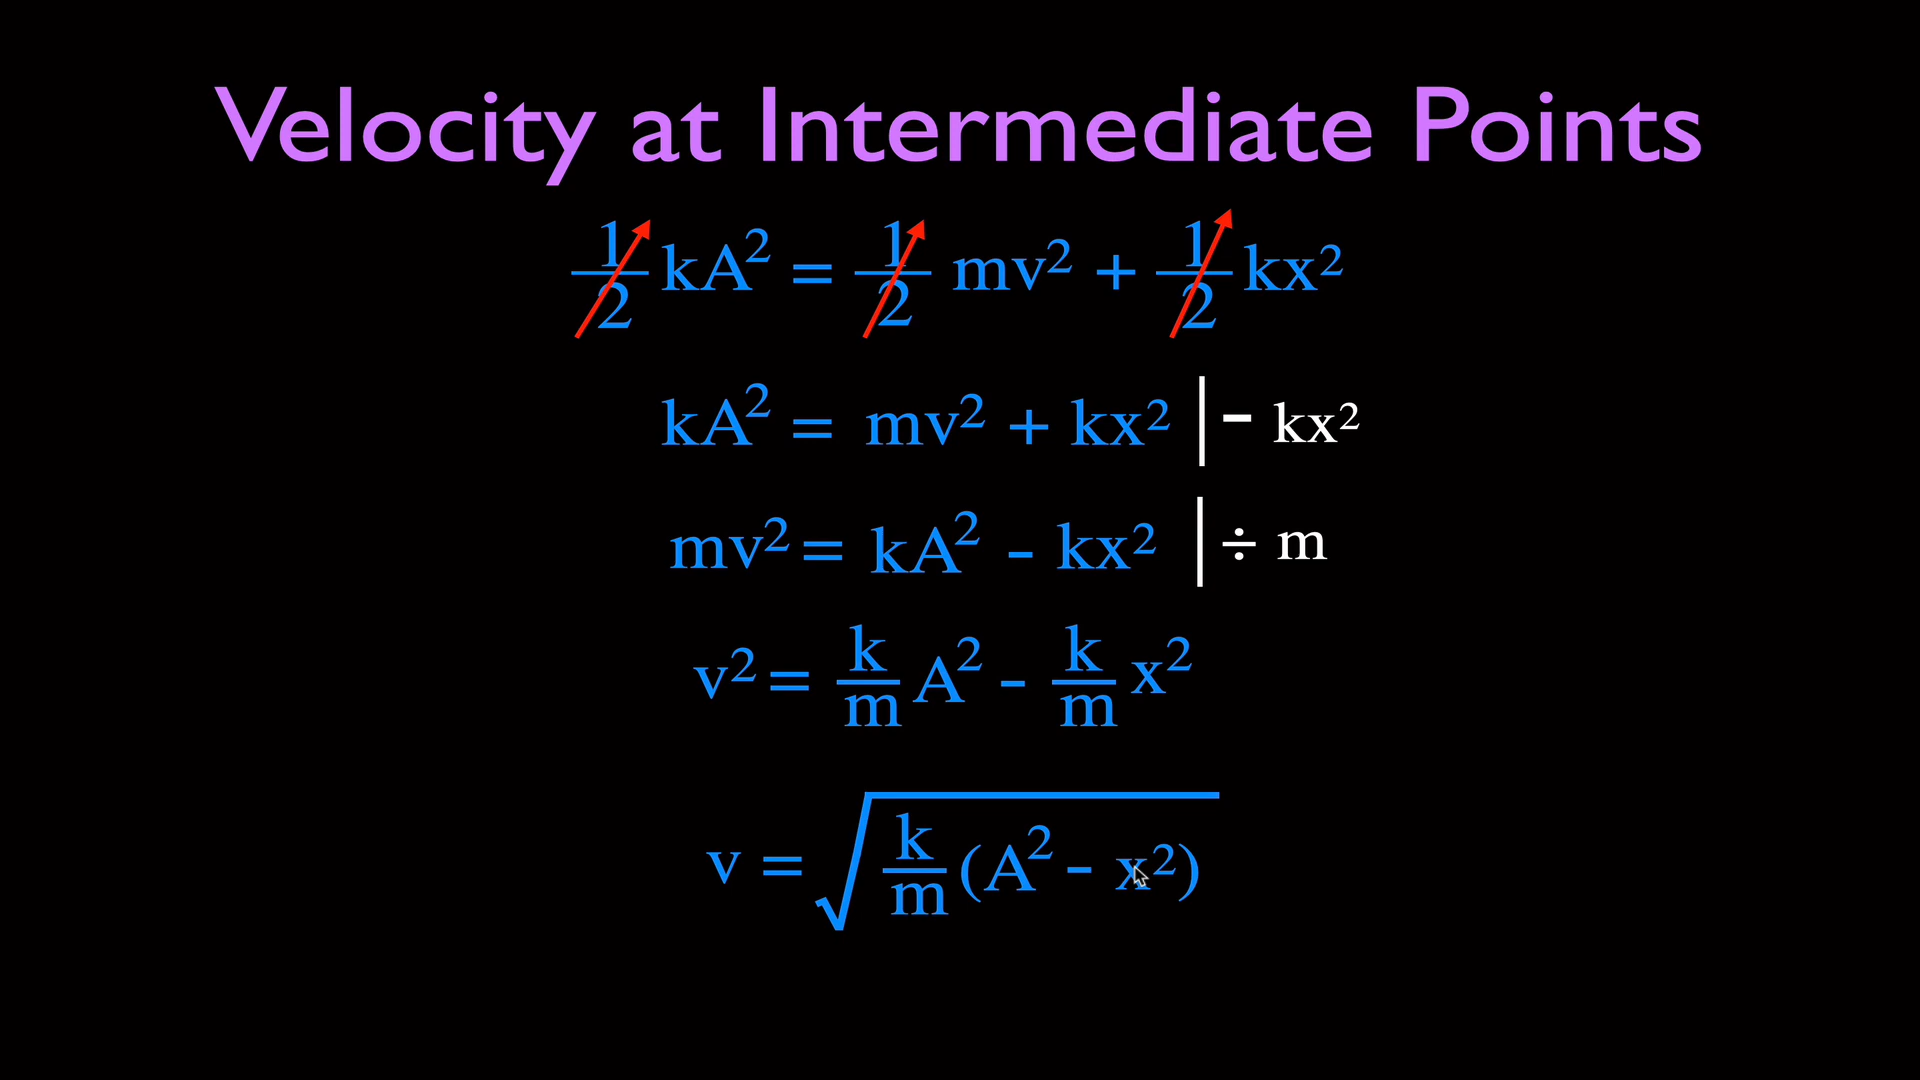 Velocity at Intermediate Points
1/2 kA² = 1/2 mv² + 1/2 kx²
kA² = mv² + kx² | - kx²
mv² = kA² - kx² | ÷ m
v² = k/m A² - k/m x²
v = √(k/m (A² - x²))